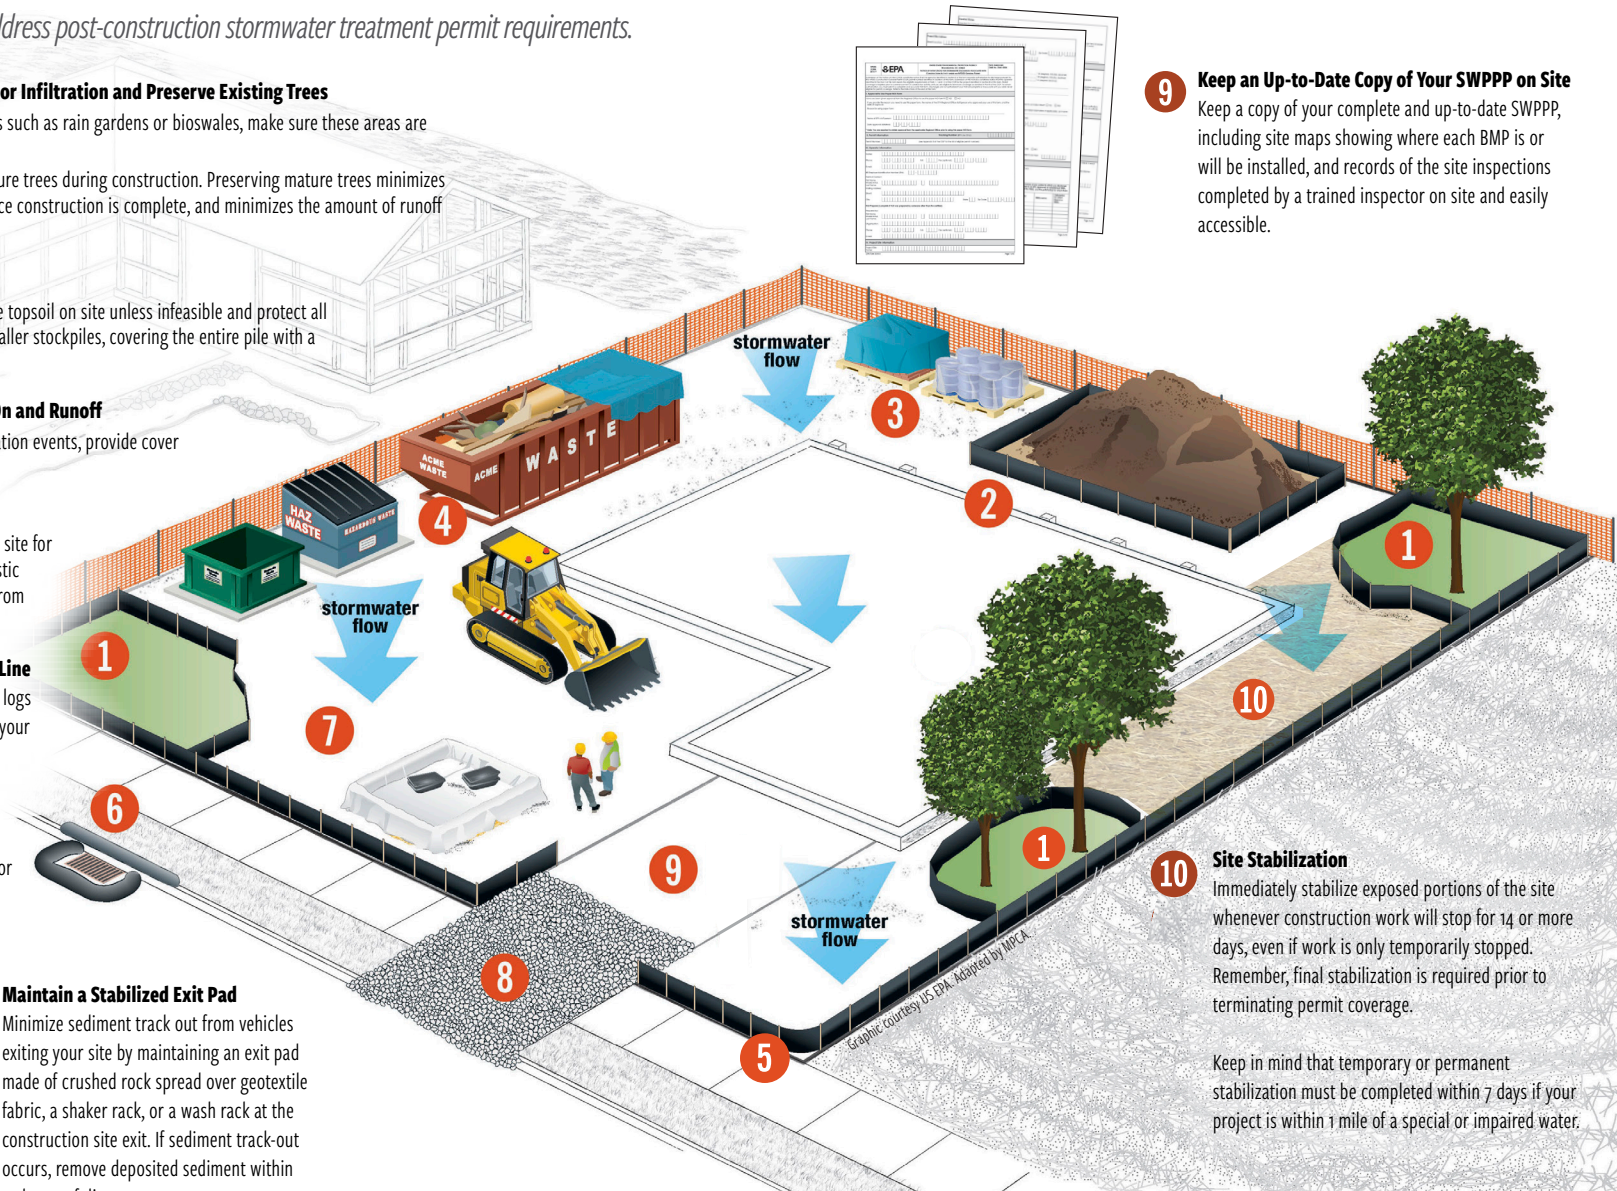 ddress post-construction stormwater treatment permit requirements.
or Infiltration and Preserve Existing Trees
s such as rain gardens or bioswales, make sure these areas are
ure trees during construction. Preserving mature trees minimizes
ce construction is complete, and minimizes the amount of runoff
e topsoil on site unless infeasible and protect all
aller stockpiles, covering the entire pile with a
On and Runoff
ation events, provide cover
site for
stic
rom
Line
logs
your
or
Maintain a Stabilized Exit Pad
Minimize sediment track out from vehicles
exiting your site by maintaining an exit pad
made of crushed rock spread over geotextile
fabric, a shaker rack, or a wash rack at the
construction site exit. If sediment track-out
occurs, remove deposited sediment within
EPA
9
Keep an Up-to-Date Copy of Your SWPPP on Site
Keep a copy of your complete and up-to-date SWPPP,
including site maps showing where each BMP is or
will be installed, and records of the site inspections
completed by a trained inspector on site and easily
accessible.
stormwater
flow
3
2
1
ACME
WASTE
ACME
WASTE
4
HAZ
WASTE
HAZARDOUS WASTE
stormwater
flow
1
7
6
10
9
1
8
stormwater
flow
5
Graphic courtesy US EPA. Adapted by MPCA
10
Site Stabilization
Immediately stabilize exposed portions of the site
whenever construction work will stop for 14 or more
days, even if work is only temporarily stopped.
Remember, final stabilization is required prior to
terminating permit coverage.
Keep in mind that temporary or permanent
stabilization must be completed within 7 days if your
project is within 1 mile of a special or impaired water.